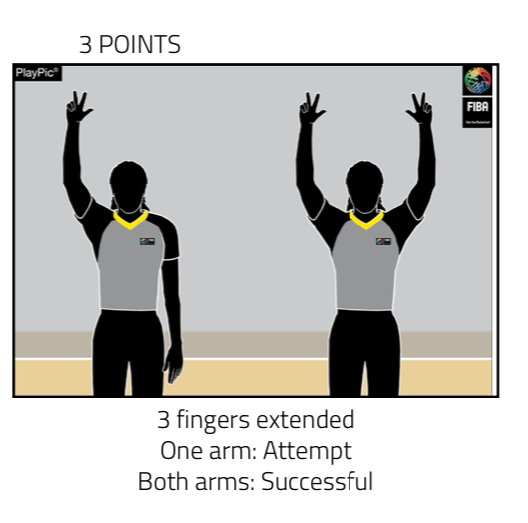 3 POINTS
PlayPic®
FIBA
3 fingers extended
One arm: Attempt
Both arms: Successful